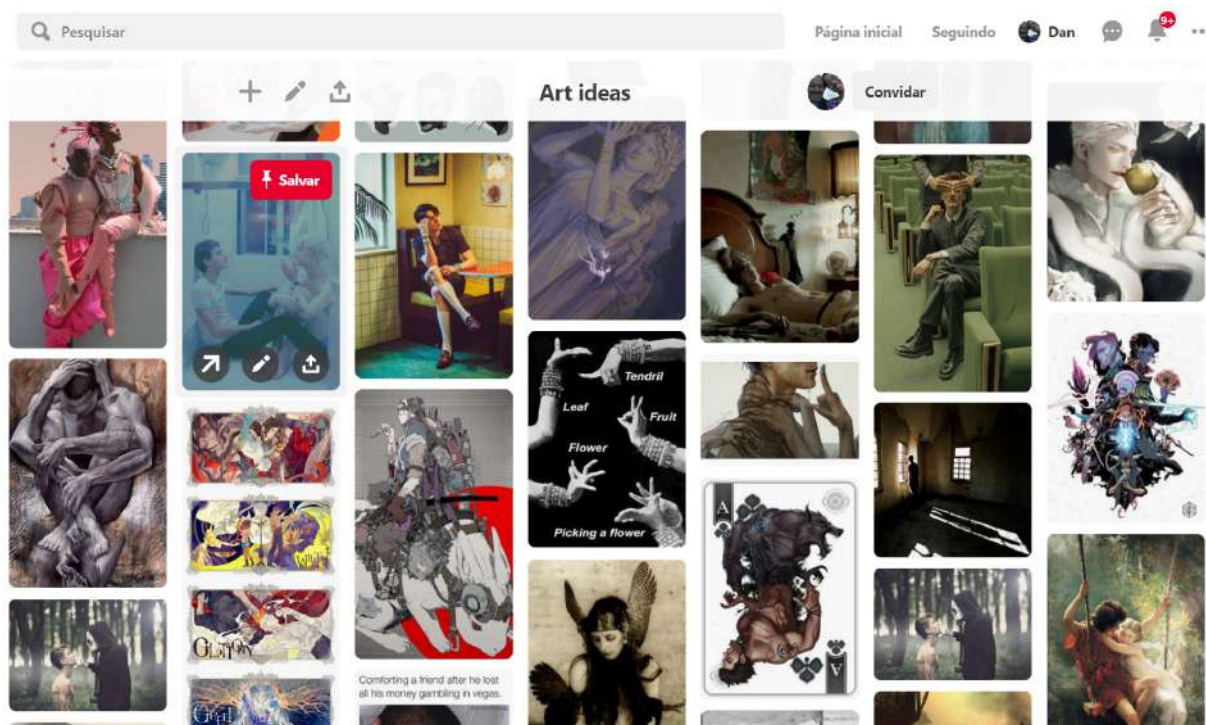 Pesquisar
Página inicial
Seguindo
Dan
9+
Art ideas
Convidar
Salvar
Tendril
Leaf
Fruit
Flower
Picking a flower
A
A
Comforting a friend after he lost
all his money gambling in vegas.